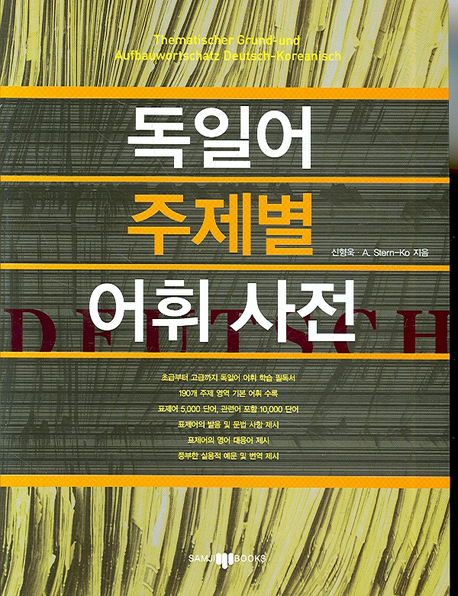 Thematischer Grund-und
Aufbauwortschatz Deutsch-Koreanisch
독일어
주제별
신형욱 · A. Stern-Ko 지음
어휘 사전
DEUTSCH
초급부터 고급까지 독일어 어휘 학습 필독서
190개 주제 영역 기본 어휘 수록
표제어 5,000 단어, 관련어 포함 10,000 단어
표제어의 발음 및 문법 사항 제시
표제어의 영어 대응어 제시
풍부한 실용적 예문 및 번역 제시
SAMJI BOOKS